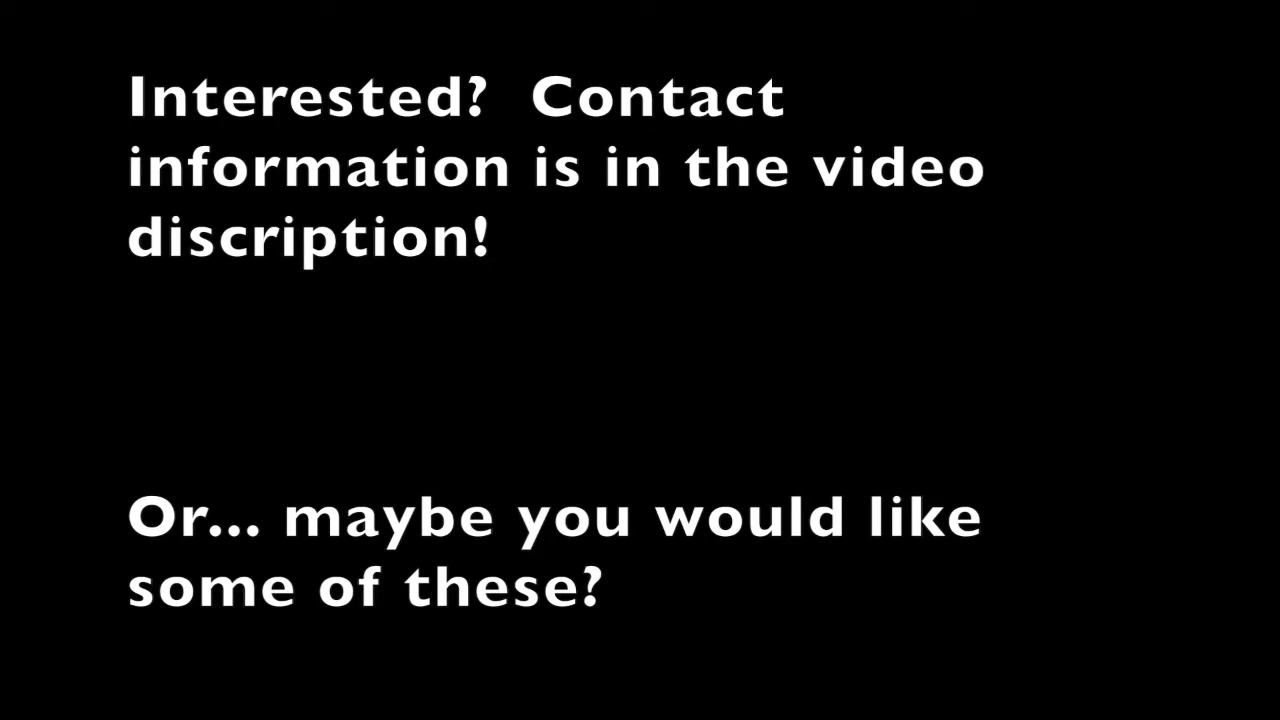 Interested?  Contact
information is in the video
discription!
Or... maybe you would like
some of these?